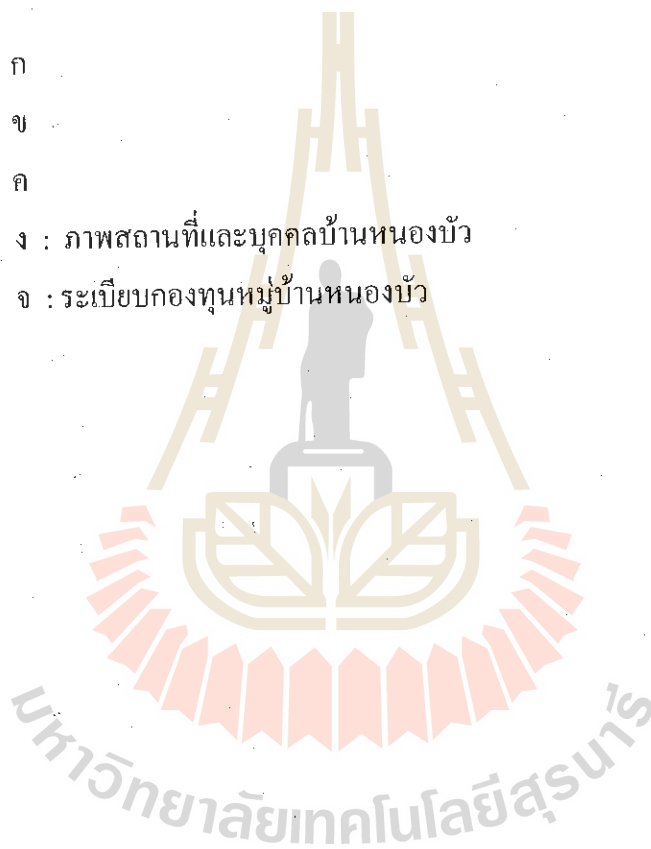 ก
ข
ค
ง : ภาพสถานที่และบุคคลบ้านหนองบัว
จ : ระเบียบกองทุนหมู่บ้านหนองบัว
มหาวิทยาลัยเทคโนโลยีสุรนารี